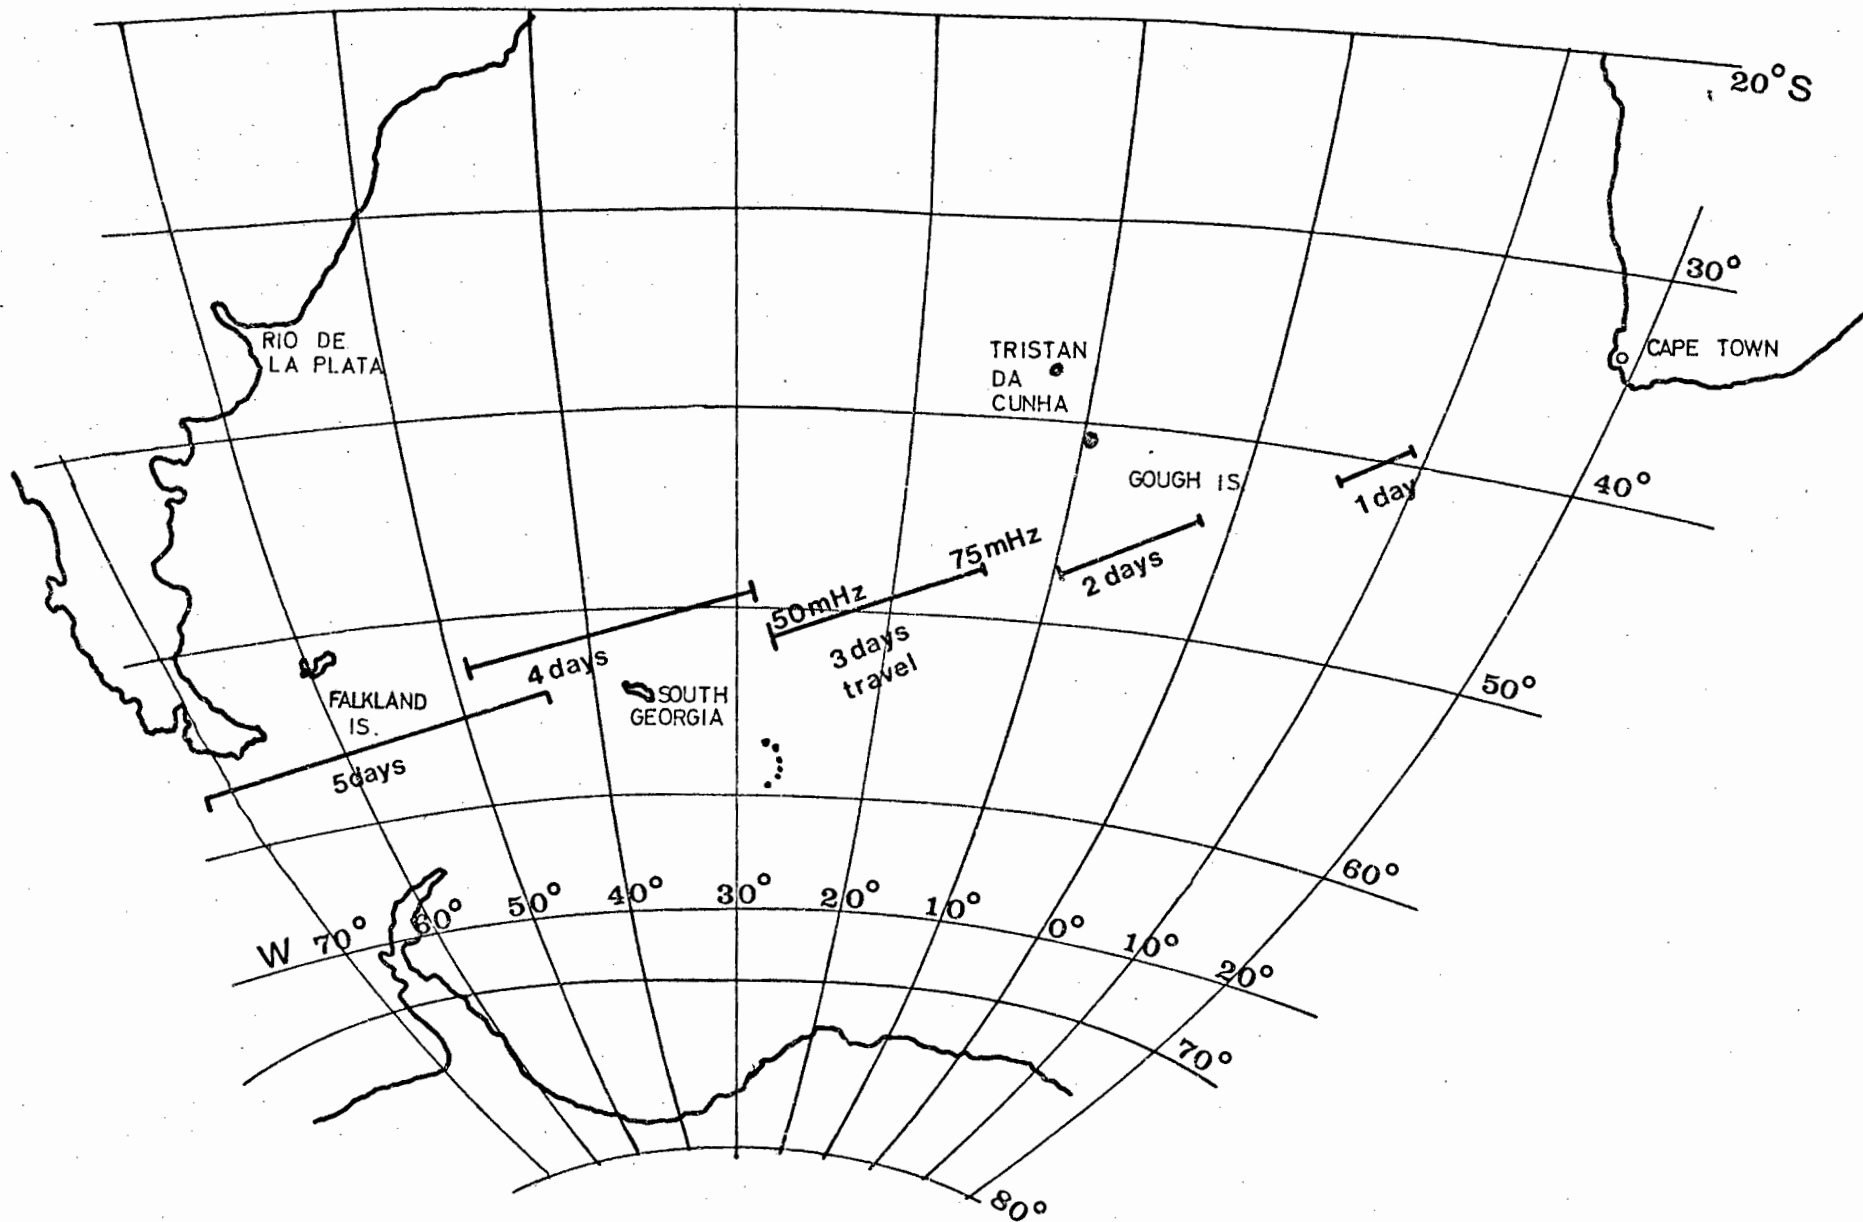 20°S
30°
RIO DE
LA PLATA
TRISTAN
DA
CUNHA
CAPE TOWN
GOUGH IS.
40°
1 day
75mHz
2 days
50mHz
3 days
travel
4 days
50°
FALKLAND
IS.
SOUTH
GEORGIA
5days
60°
W 70° 60° 50° 40° 30° 20° 10° 0° 10° 20°
70°
80°